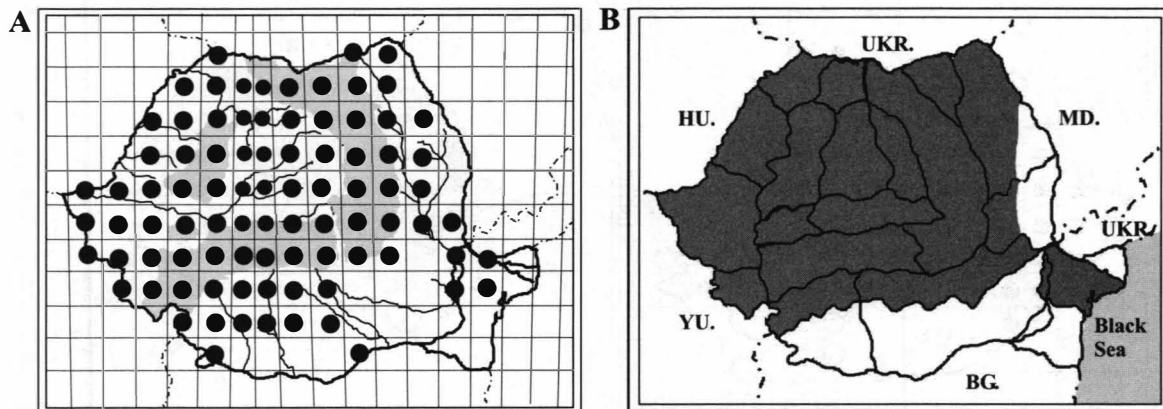 A
B
UKR.
HU.
MD.
UKR.
YU.
Black
Sea
BG.